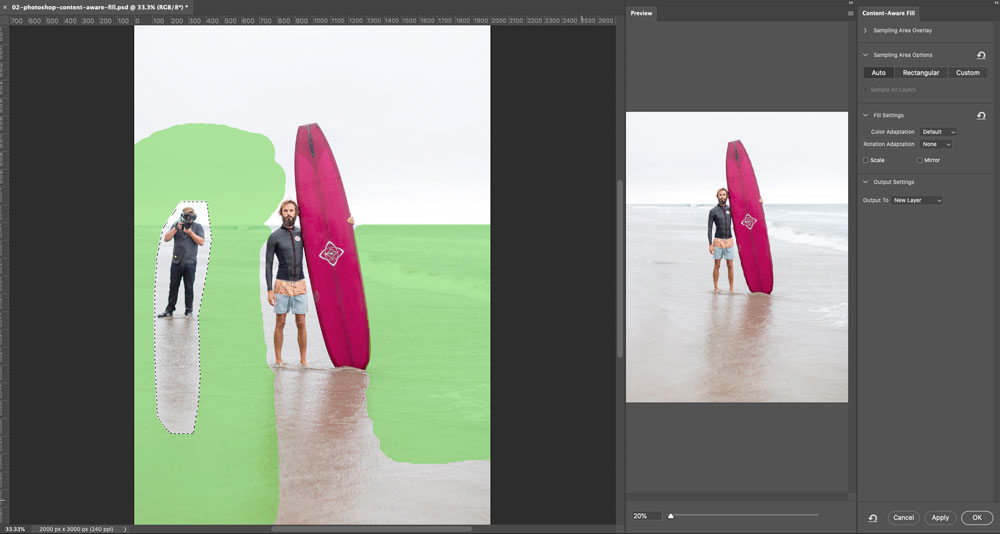 02-photoshop-content-aware-fill.psd @ 33.3% (RGB/8*) *
700 600 500 400 300 200 100 0 100 200 300 400 500 600 700 800 900 1000 1100 1200 1300 1400 1500 1600 1700 1800 1900 2000 2100 2200 2300 2400 2500 2600
33.33% 2000 px x 3000 px (240 ppi)
Preview
20%
Content-Aware Fill
Sampling Area Overlay
Sampling Area Options
Auto Rectangular Custom
Sample All Layers
Fill Settings
Color Adaptation Default
Rotation Adaptation None
Scale Mirror
Output Settings
Output To New Layer
Cancel Apply OK